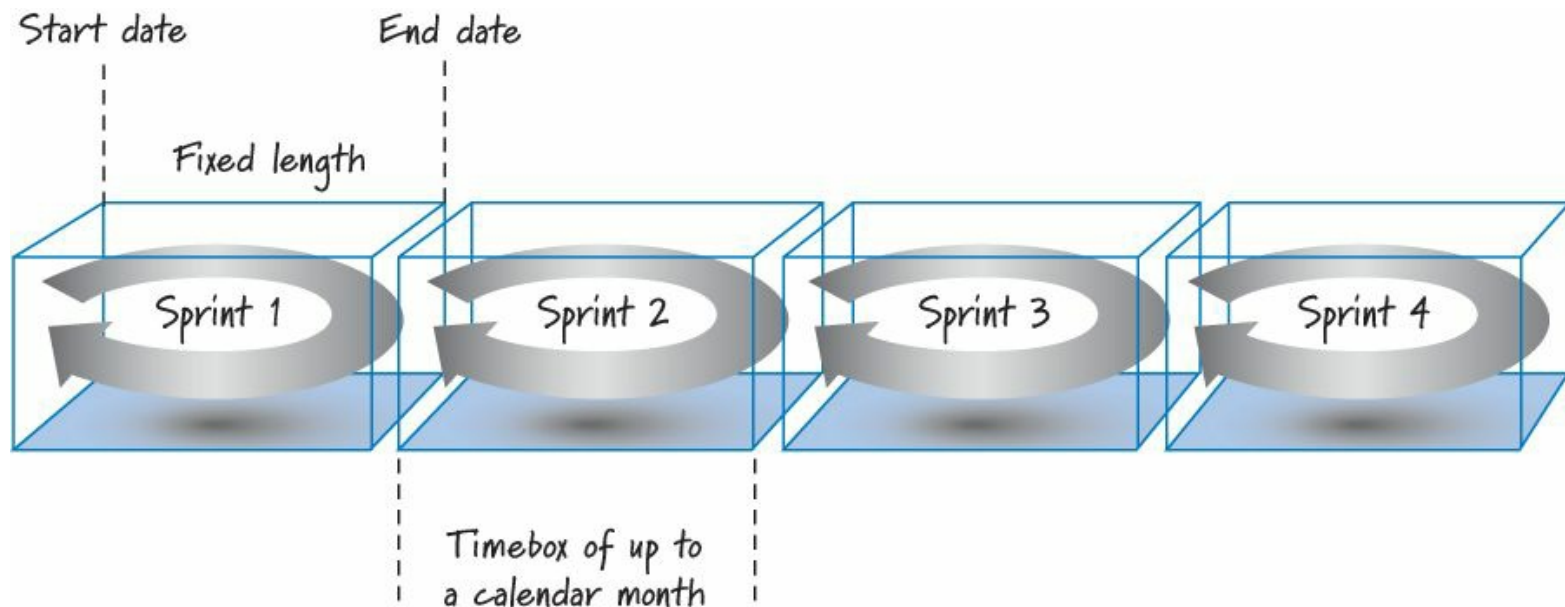 Start date
End date
Fixed length
Sprint 1
Sprint 2
Sprint 3
Sprint 4
Timebox of up to
a calendar month